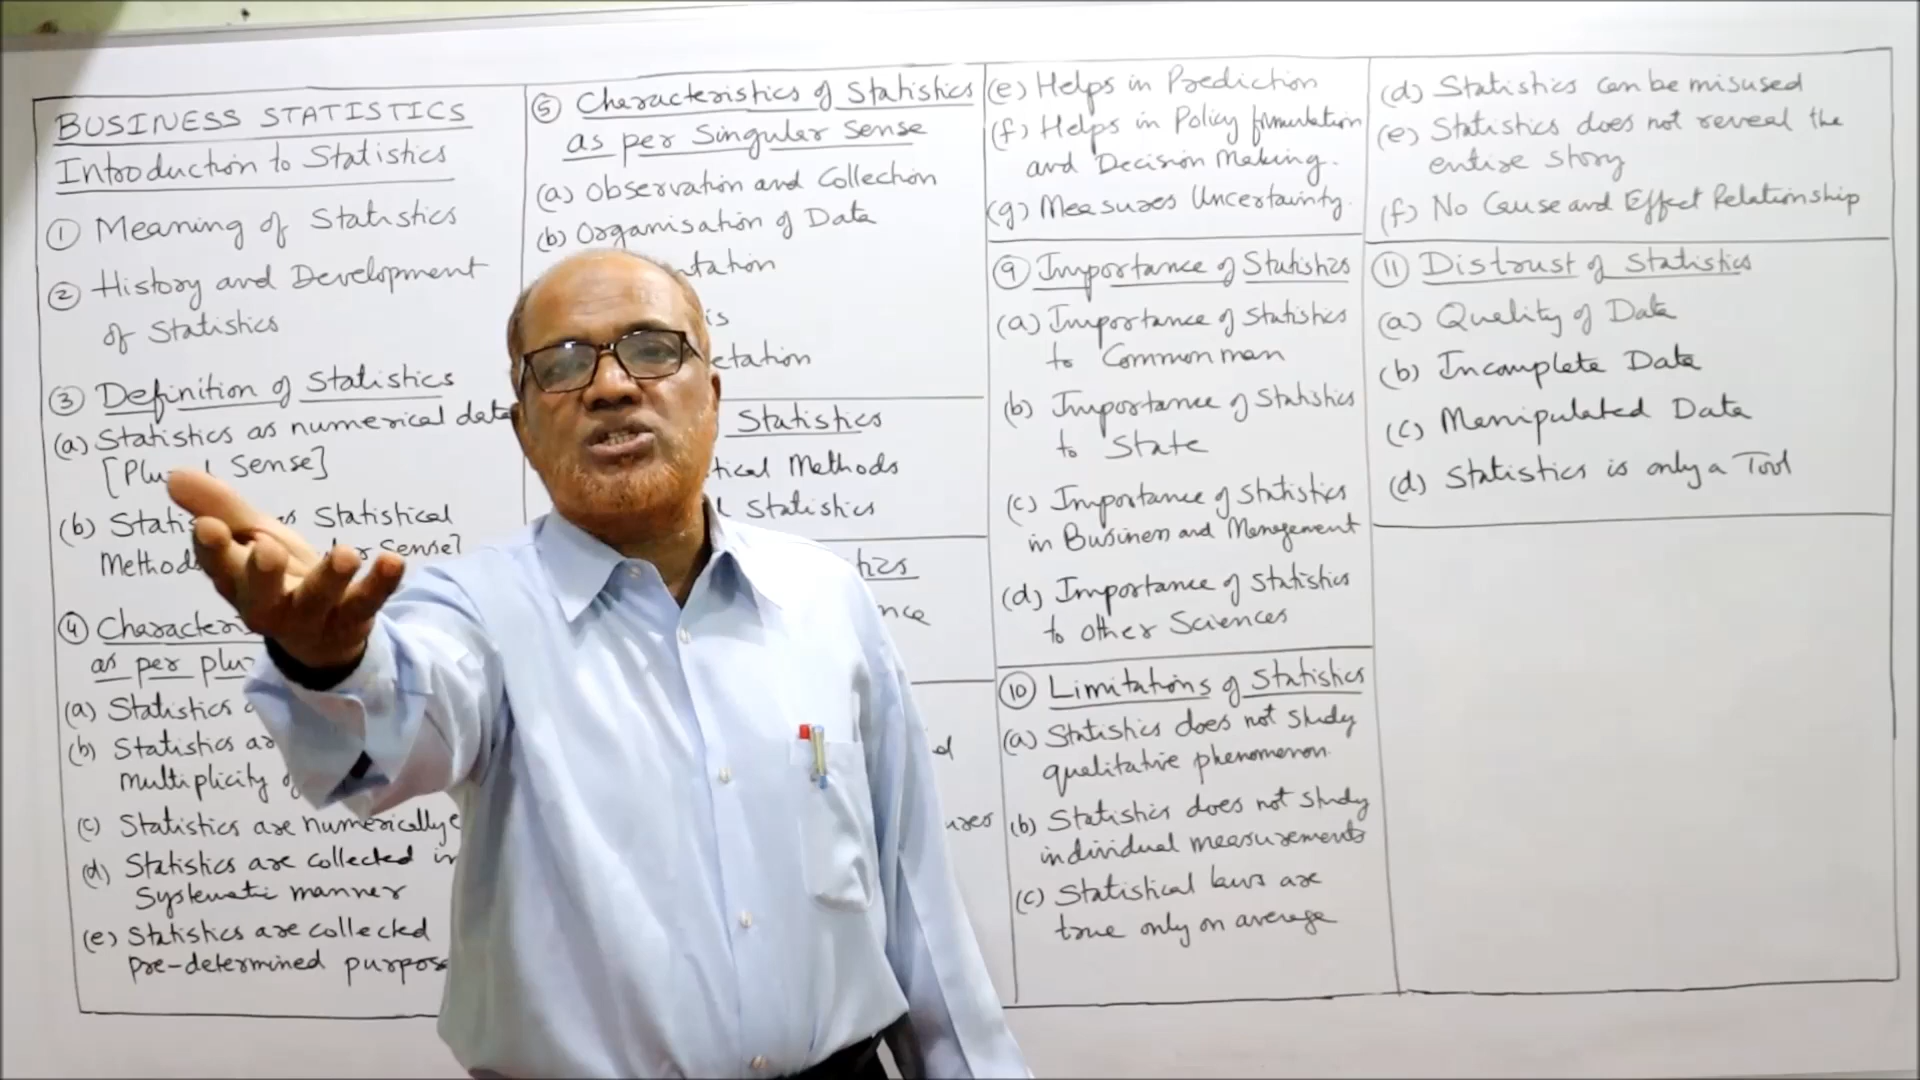 BUSINESS STATISTICS
Introduction to Statistics
① Meaning of Statistics
② History and Development
of Statistics
③ Definition of Statistics
(a) Statistics as numerical data
[Plu l Sense]
(b) Stati as Statistical
Methods Sense]
④ Character
as per plu
(a) Statistics
(b) Statistics are
multiplicity of
(c) Statistics are numerically
(d) Statistics are collected in
Systematic manner
(e) Statistics are collected
pre-determined purpose
⑤ Characteristics of Statistics
as per Singular Sense
(a) Observation and Collection
(b) Organisation of Data
ntation
is
etation
Statistics
tical Methods
l Statistics
tics
nce
d
ures
(e) Helps in Prediction
(f) Helps in Policy formulation
and Decision Making.
(g) Measures Uncertainty.
⑨ Importance of Statistics
(a) Importance of Statistics
to Common man
(b) Importance of Statistics
to State
(c) Importance of Statistics
in Business and Management
(d) Importance of Statistics
to Other Sciences
⑩ Limitations of Statistics
(a) Statistics does not study
qualitative phenomenon.
(b) Statistics does not study
individual measurements
(c) Statistical laws are
true only on average
(d) Statistics can be misused
(e) Statistics does not reveal the
entire story
(f) No Cause and Effect Relationship
⑪ Distrust of Statistics
(a) Quality of Data
(b) Incomplete Data
(c) Manipulated Data
(d) Statistics is only a Tool